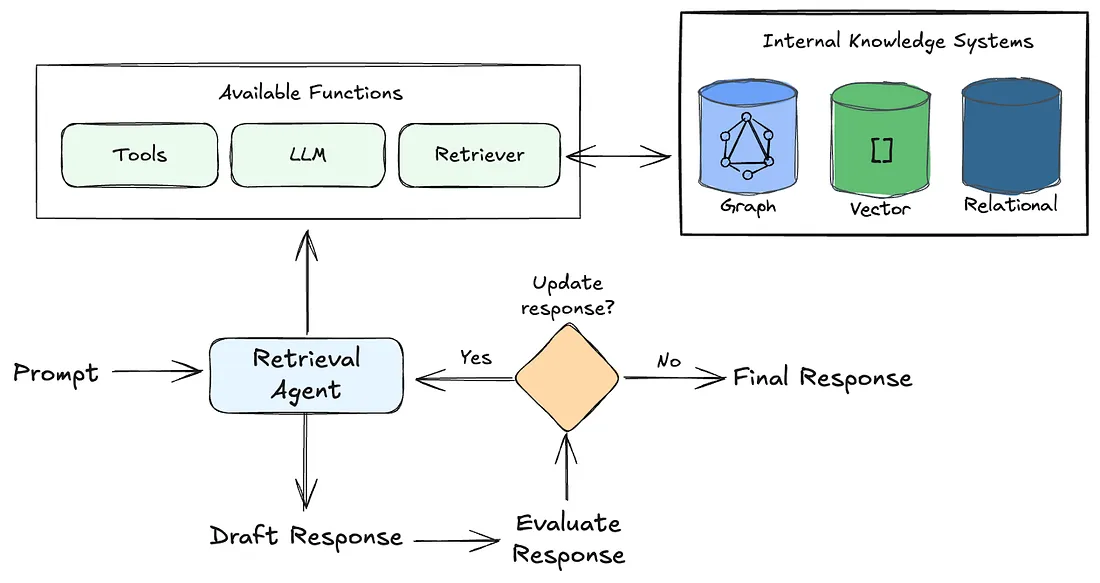 Internal Knowledge Systems
Available Functions
Tools
LLM
Retriever
[]
Graph
Vector
Relational
Update
response?
Prompt
Retrieval
Agent
Yes
No
Final Response
Draft Response
Evaluate
Response